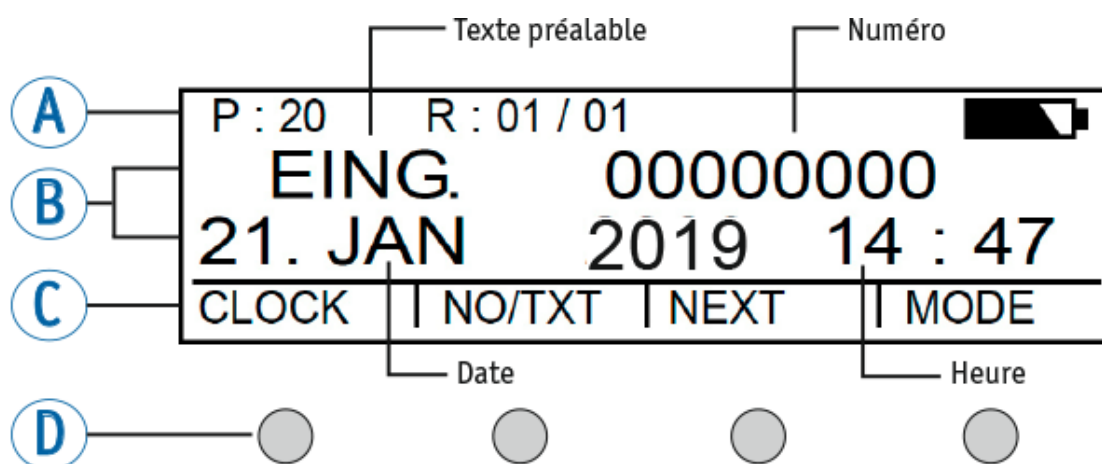 Texte préalable Numéro
A P : 20 R : 01 / 01
B EING. 00000000
21. JAN 2019 14 : 47
C CLOCK NO/TXT NEXT MODE
Date Heure
D